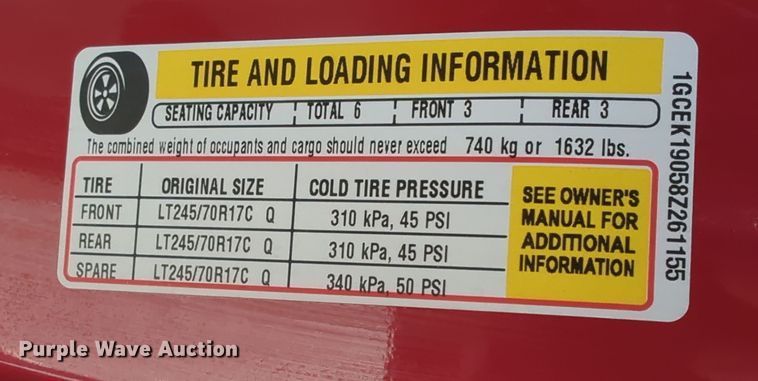 TIRE AND LOADING INFORMATION
SEATING CAPACITY TOTAL 6 FRONT 3 REAR 3
The combined weight of occupants and cargo should never exceed 740 kg or 1632 lbs.
TIRE ORIGINAL SIZE COLD TIRE PRESSURE
FRONT LT245/70R17C Q 310 kPa, 45 PSI
REAR LT245/70R17C Q 310 kPa, 45 PSI
SPARE LT245/70R17C Q 340 kPa, 50 PSI
SEE OWNER'S
MANUAL FOR
ADDITIONAL
INFORMATION
1GCEK19058Z261155
Purple Wave Auction